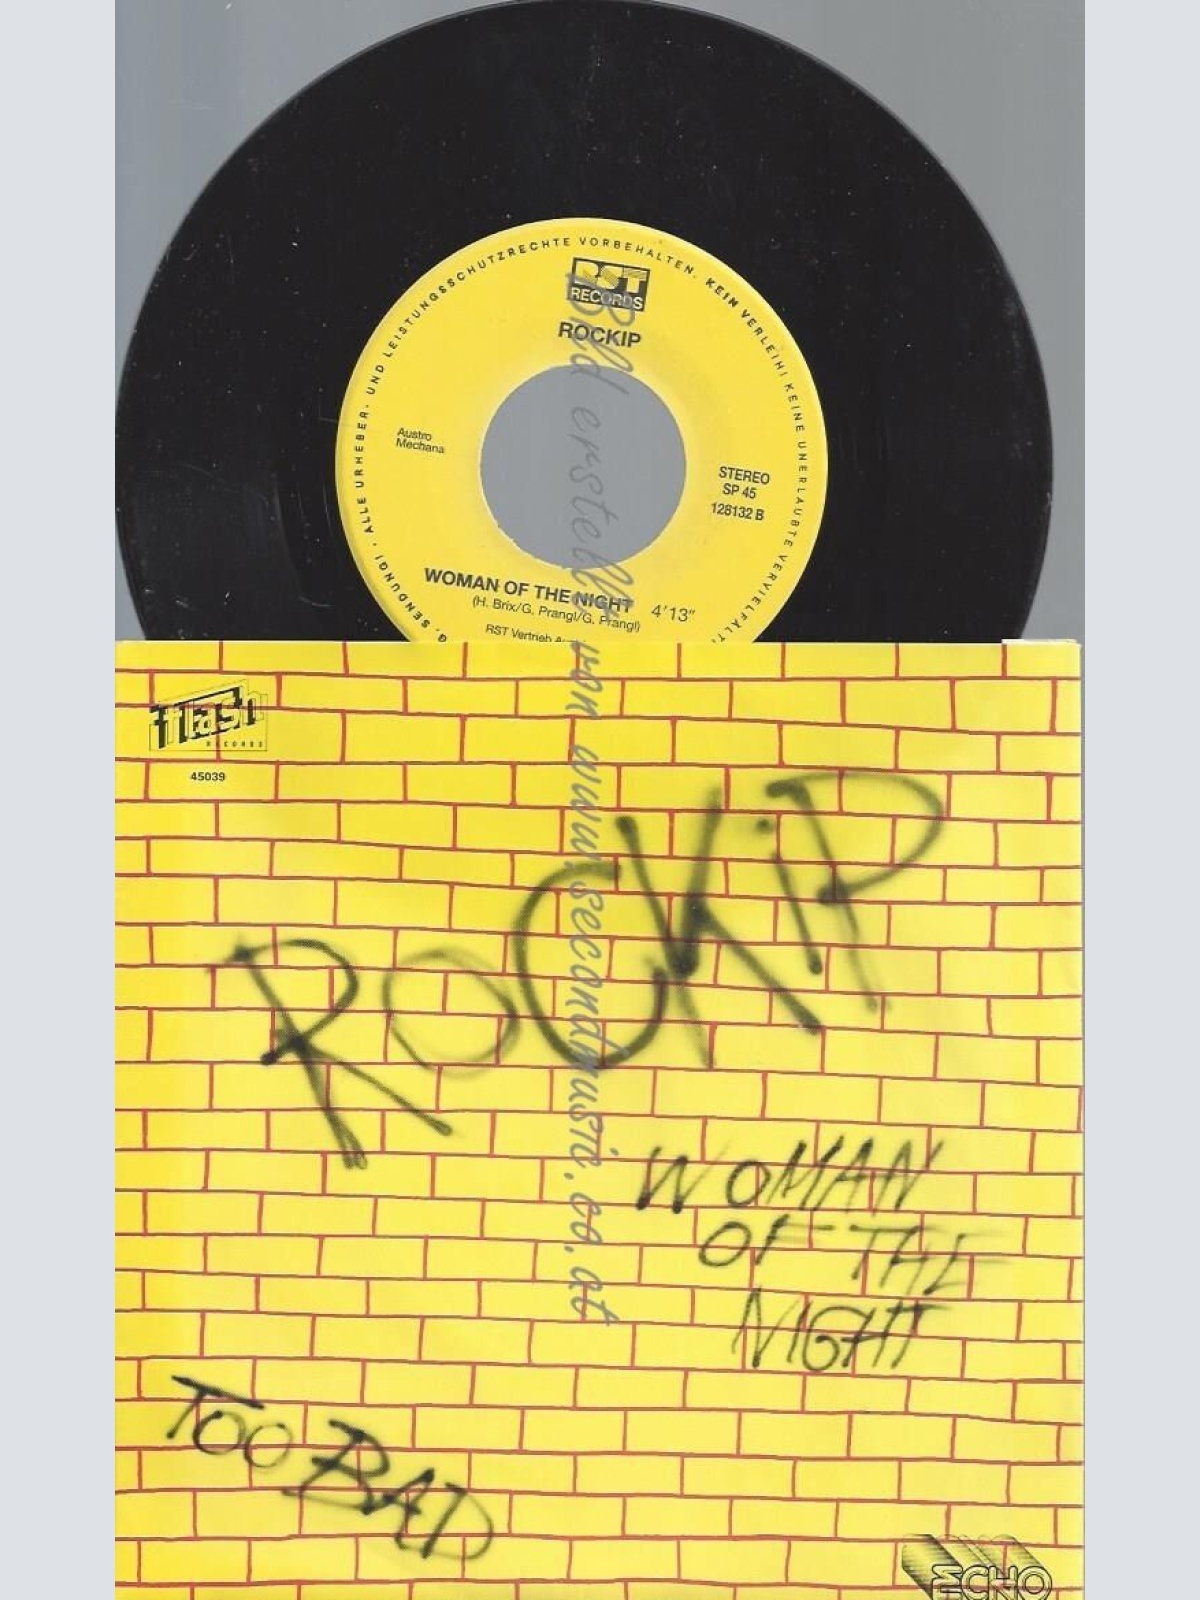 ALLE URHEBER- UND LEISTUNGSSCHUTZRECHTE VORBEHALTEN. KEIN VERLEIH! KEINE UNERLAUBTE VERVIELFÄLT
G, SENDUNG!
RST
RECORDS
ROCKIP
Austro
Mechana
STEREO
SP 45
128132 B
WOMAN OF THE NIGHT 4'13"
(H. Brix/G. Prangl/G. Prangl)
RST Vertrieb
Bild erstellt von www.secondmusic.co.at
flash
RECORDS
45039
ROCKiP
WOMAN
OF THE
NIGHT
TOO BAD
ECHO